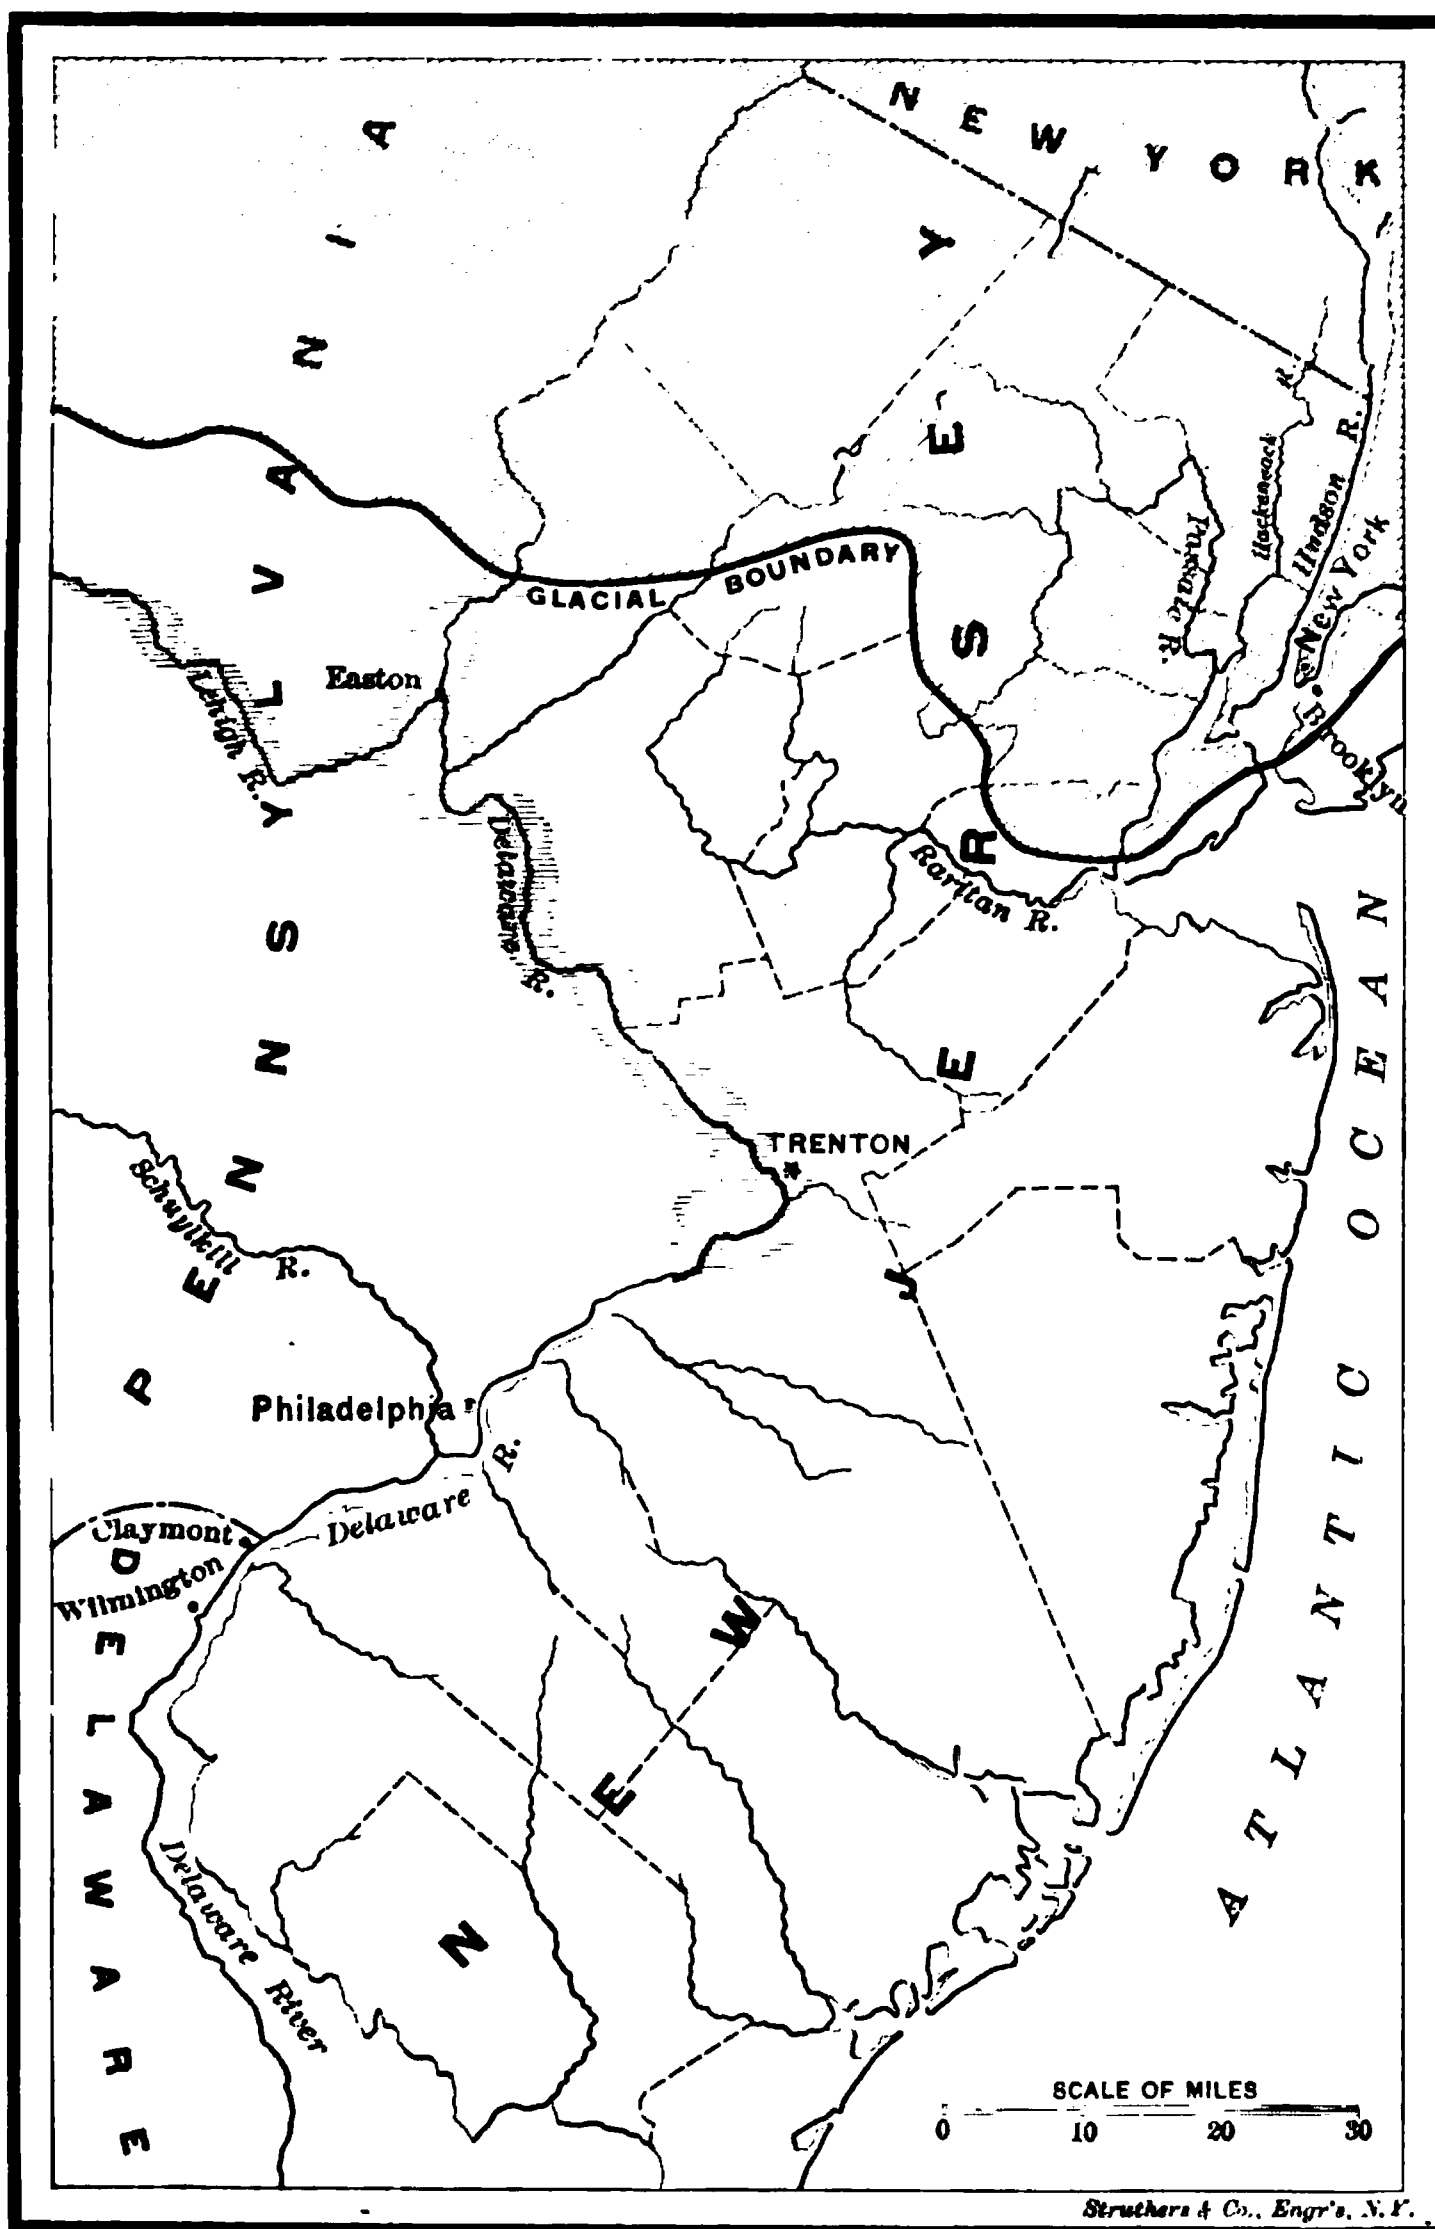 NEW YORK
PENNSYLVANIA
NEW JERSEY
Hackensack R.
Hudson R.
Passaic R.
New York
Brooklyn
GLACIAL BOUNDARY
Easton
Lehigh R.
Delaware R.
Raritan R.
TRENTON
Schuylkill R.
Philadelphia
Delaware R.
Claymont
Wilmington
DELAWARE
Delaware River
ATLANTIC OCEAN
SCALE OF MILES
0 10 20 30
Struthers & Co., Engr's, N.Y.